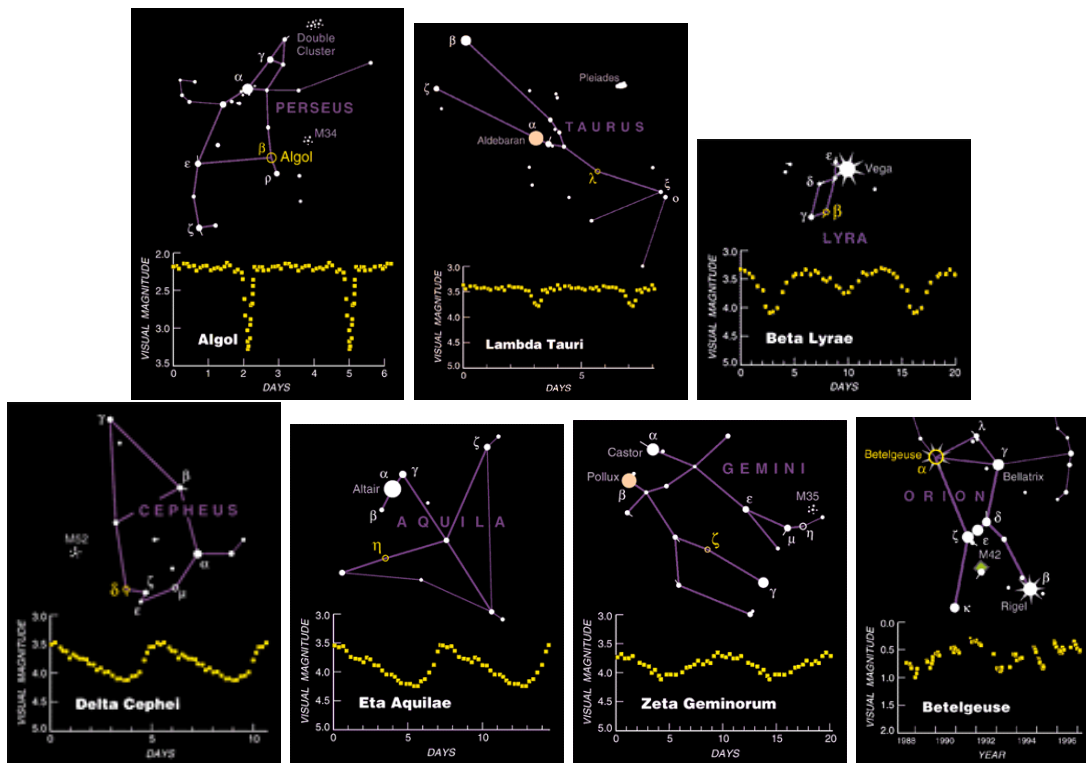 Double
Cluster
γ
α
PERSEUS
M34
β
Algol
ε
ρ
ζ
VISUAL MAGNITUDE
2.0
2.5
3.0
3.5
Algol
0
1
2
3
4
5
6
DAYS
β
Pleiades
ζ
α
TAURUS
Aldebaran
λ
ξ
ο
VISUAL MAGNITUDE
3.0
3.5
4.0
4.5
5.0
Lambda Tauri
0
5
DAYS
ε
Vega
δ
γ
β
LYRA
VISUAL MAGNITUDE
3.0
3.5
4.0
4.5
5.0
Beta Lyrae
0
5
10
15
20
DAYS
γ
β
CEPHEUS
M52
α
δ
ζ
μ
ε
VISUAL MAGNITUDE
3.0
3.5
4.0
4.5
5.0
Delta Cephei
0
5
10
DAYS
ζ
α
γ
Altair
β
AQUILA
η
VISUAL MAGNITUDE
3.0
3.5
4.0
4.5
5.0
Eta Aquilae
0
5
10
DAYS
α
Castor
GEMINI
Pollux
β
M35
ε
μ
η
ζ
γ
VISUAL MAGNITUDE
3.0
3.5
4.0
4.5
5.0
Zeta Geminorum
0
5
10
15
20
DAYS
λ
Betelgeuse
γ
α
Bellatrix
ORION
δ
ζ
ε
M42
β
Rigel
κ
VISUAL MAGNITUDE
0.0
0.5
1.0
1.5
2.0
Betelgeuse
1988
1990
1992
1994
1996
YEAR